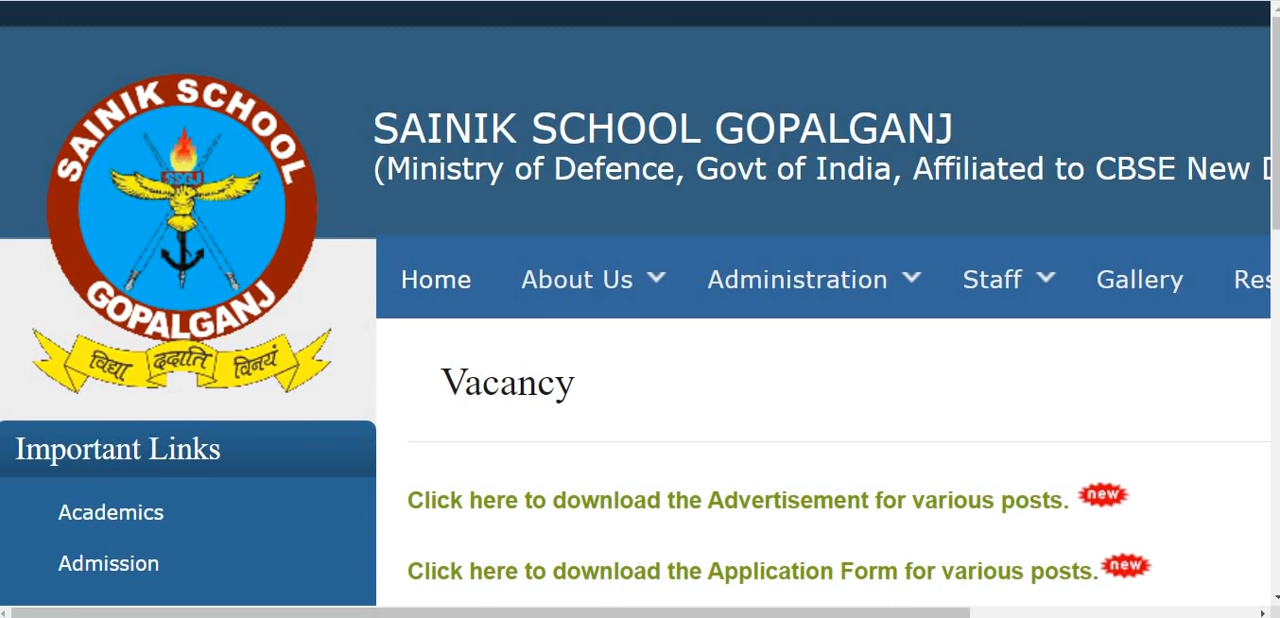 SAINIK SCHOOL
SSGJ
GOPALGANJ
विद्या ददाति विनयं
SAINIK SCHOOL GOPALGANJ
(Ministry of Defence, Govt of India, Affiliated to CBSE New
Home About Us Administration Staff Gallery Res
Vacancy
Important Links
Academics
Admission
Click here to download the Advertisement for various posts. new
Click here to download the Application Form for various posts. new